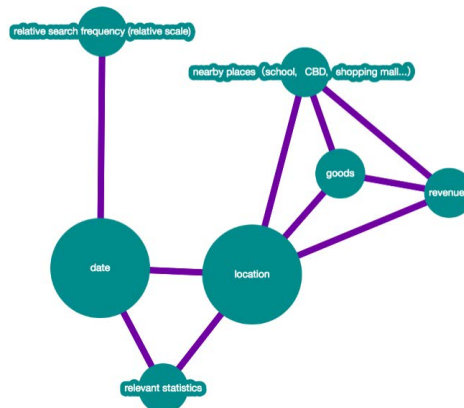 relative search frequency (relative scale)
nearby places（school， CBD， shopping mall...）
goods
revenue
date
location
relevant statistics